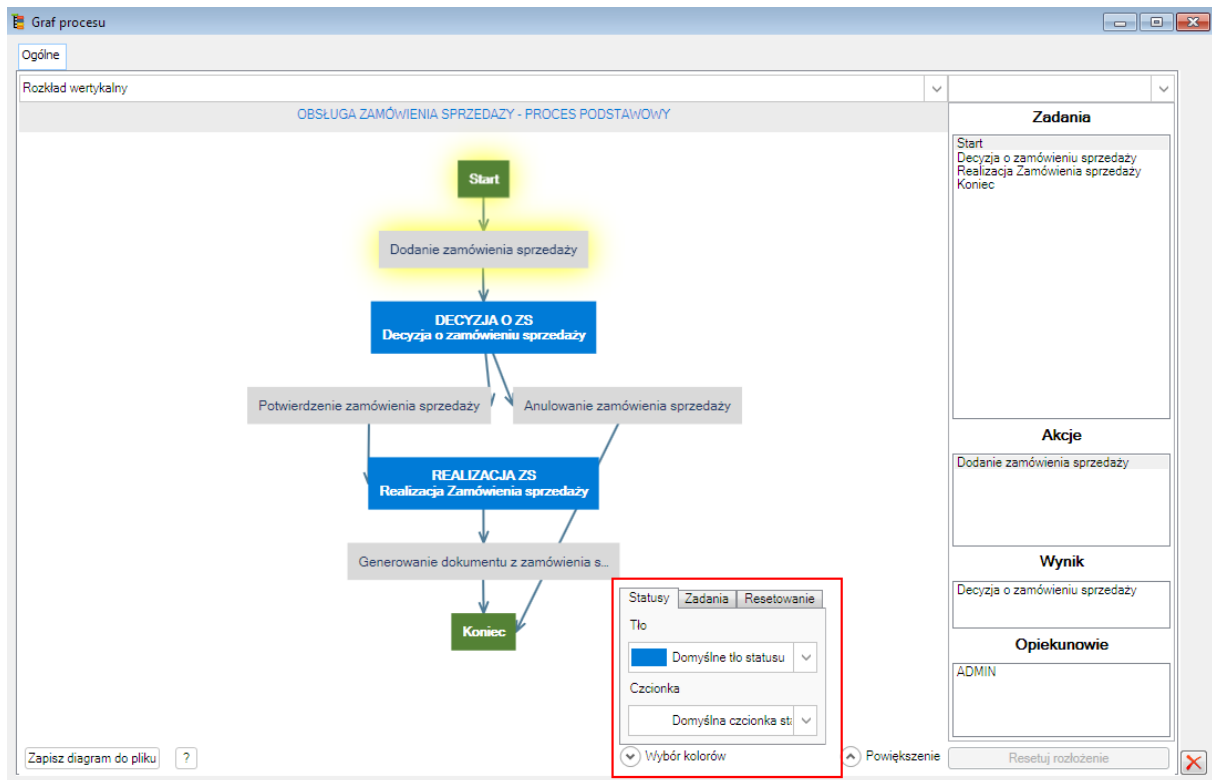 Graf procesu
Ogólne
Rozkład wertykalny
OBSŁUGA ZAMÓWIENIA SPRZEDAZY - PROCES PODSTAWOWY
Start
Dodanie zamówienia sprzedaży
DECYZJA O ZS
Decyzja o zamówieniu sprzedaży
Potwierdzenie zamówienia sprzedaży
Anulowanie zamówienia sprzedaży
REALIZACJA ZS
Realizacja Zamówienia sprzedaży
Generowanie dokumentu z zamówienia s...
Koniec
Statusy Zadania Resetowanie
Tło
Domyślne tło statusu
Czcionka
Domyślna czcionka sta
Wybór kolorów
Powiększenie
Zapisz diagram do pliku
?
Zadania
Start
Decyzja o zamówieniu sprzedaży
Realizacja Zamówienia sprzedaży
Koniec
Akcje
Dodanie zamówienia sprzedaży
Wynik
Decyzja o zamówieniu sprzedaży
Opiekunowie
ADMIN
Resetuj rozłożenie